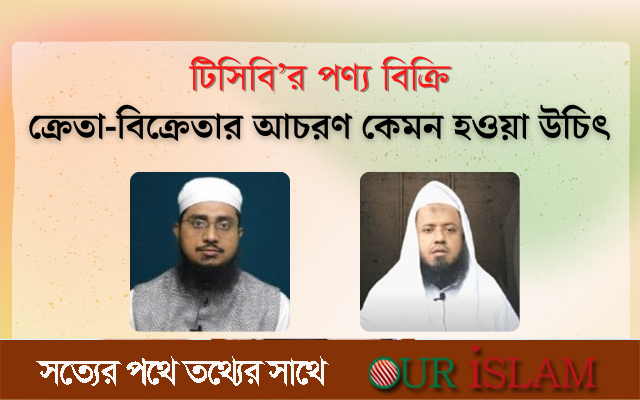 টিসিবি’র পণ্য বিক্রি
ক্রেতা-বিক্রেতার আচরণ কেমন হওয়া উচিৎ
সত্যের পথে তথ্যের সাথে
OUR iSLAM